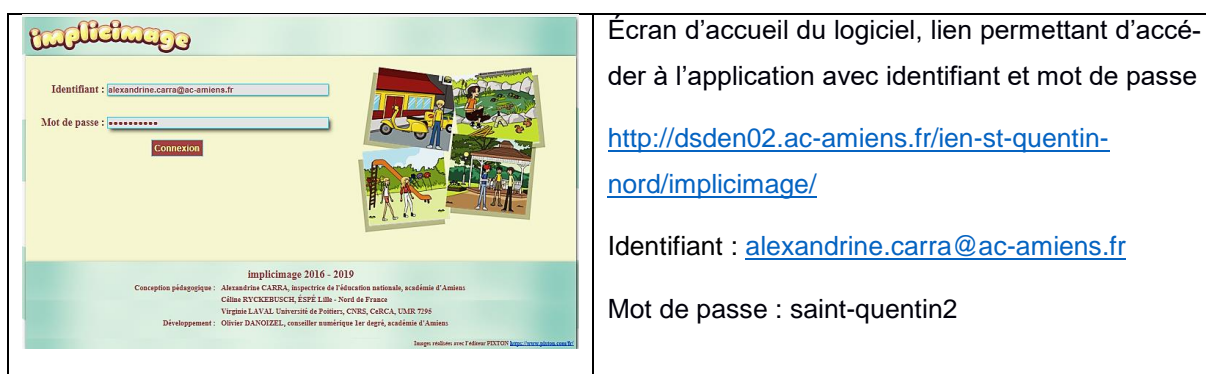 implicimage
Identifiant : alexandrine.carra@ac-amiens.fr
Mot de passe : ••••••••••
Connexion
implicimage 2016 - 2019
Conception pédagogique : Alexandrine CARRA, inspectrice de l'éducation nationale, académie d'Amiens
Céline RYCKEBUSCH, ÉSPÉ Lille - Nord de France
Virginie LAVAL Université de Poitiers, CNRS, CeRCA, UMR 7295
Développement : Olivier DANOIZEL, conseiller numérique 1er degré, académie d'Amiens
Images réalisées avec l'éditeur PIXTON https://www.pixton.com/fr/
Écran d’accueil du logiciel, lien permettant d’accé-
der à l’application avec identifiant et mot de passe
http://dsden02.ac-amiens.fr/ien-st-quentin-
nord/implicimage/
Identifiant : alexandrine.carra@ac-amiens.fr
Mot de passe : saint-quentin2